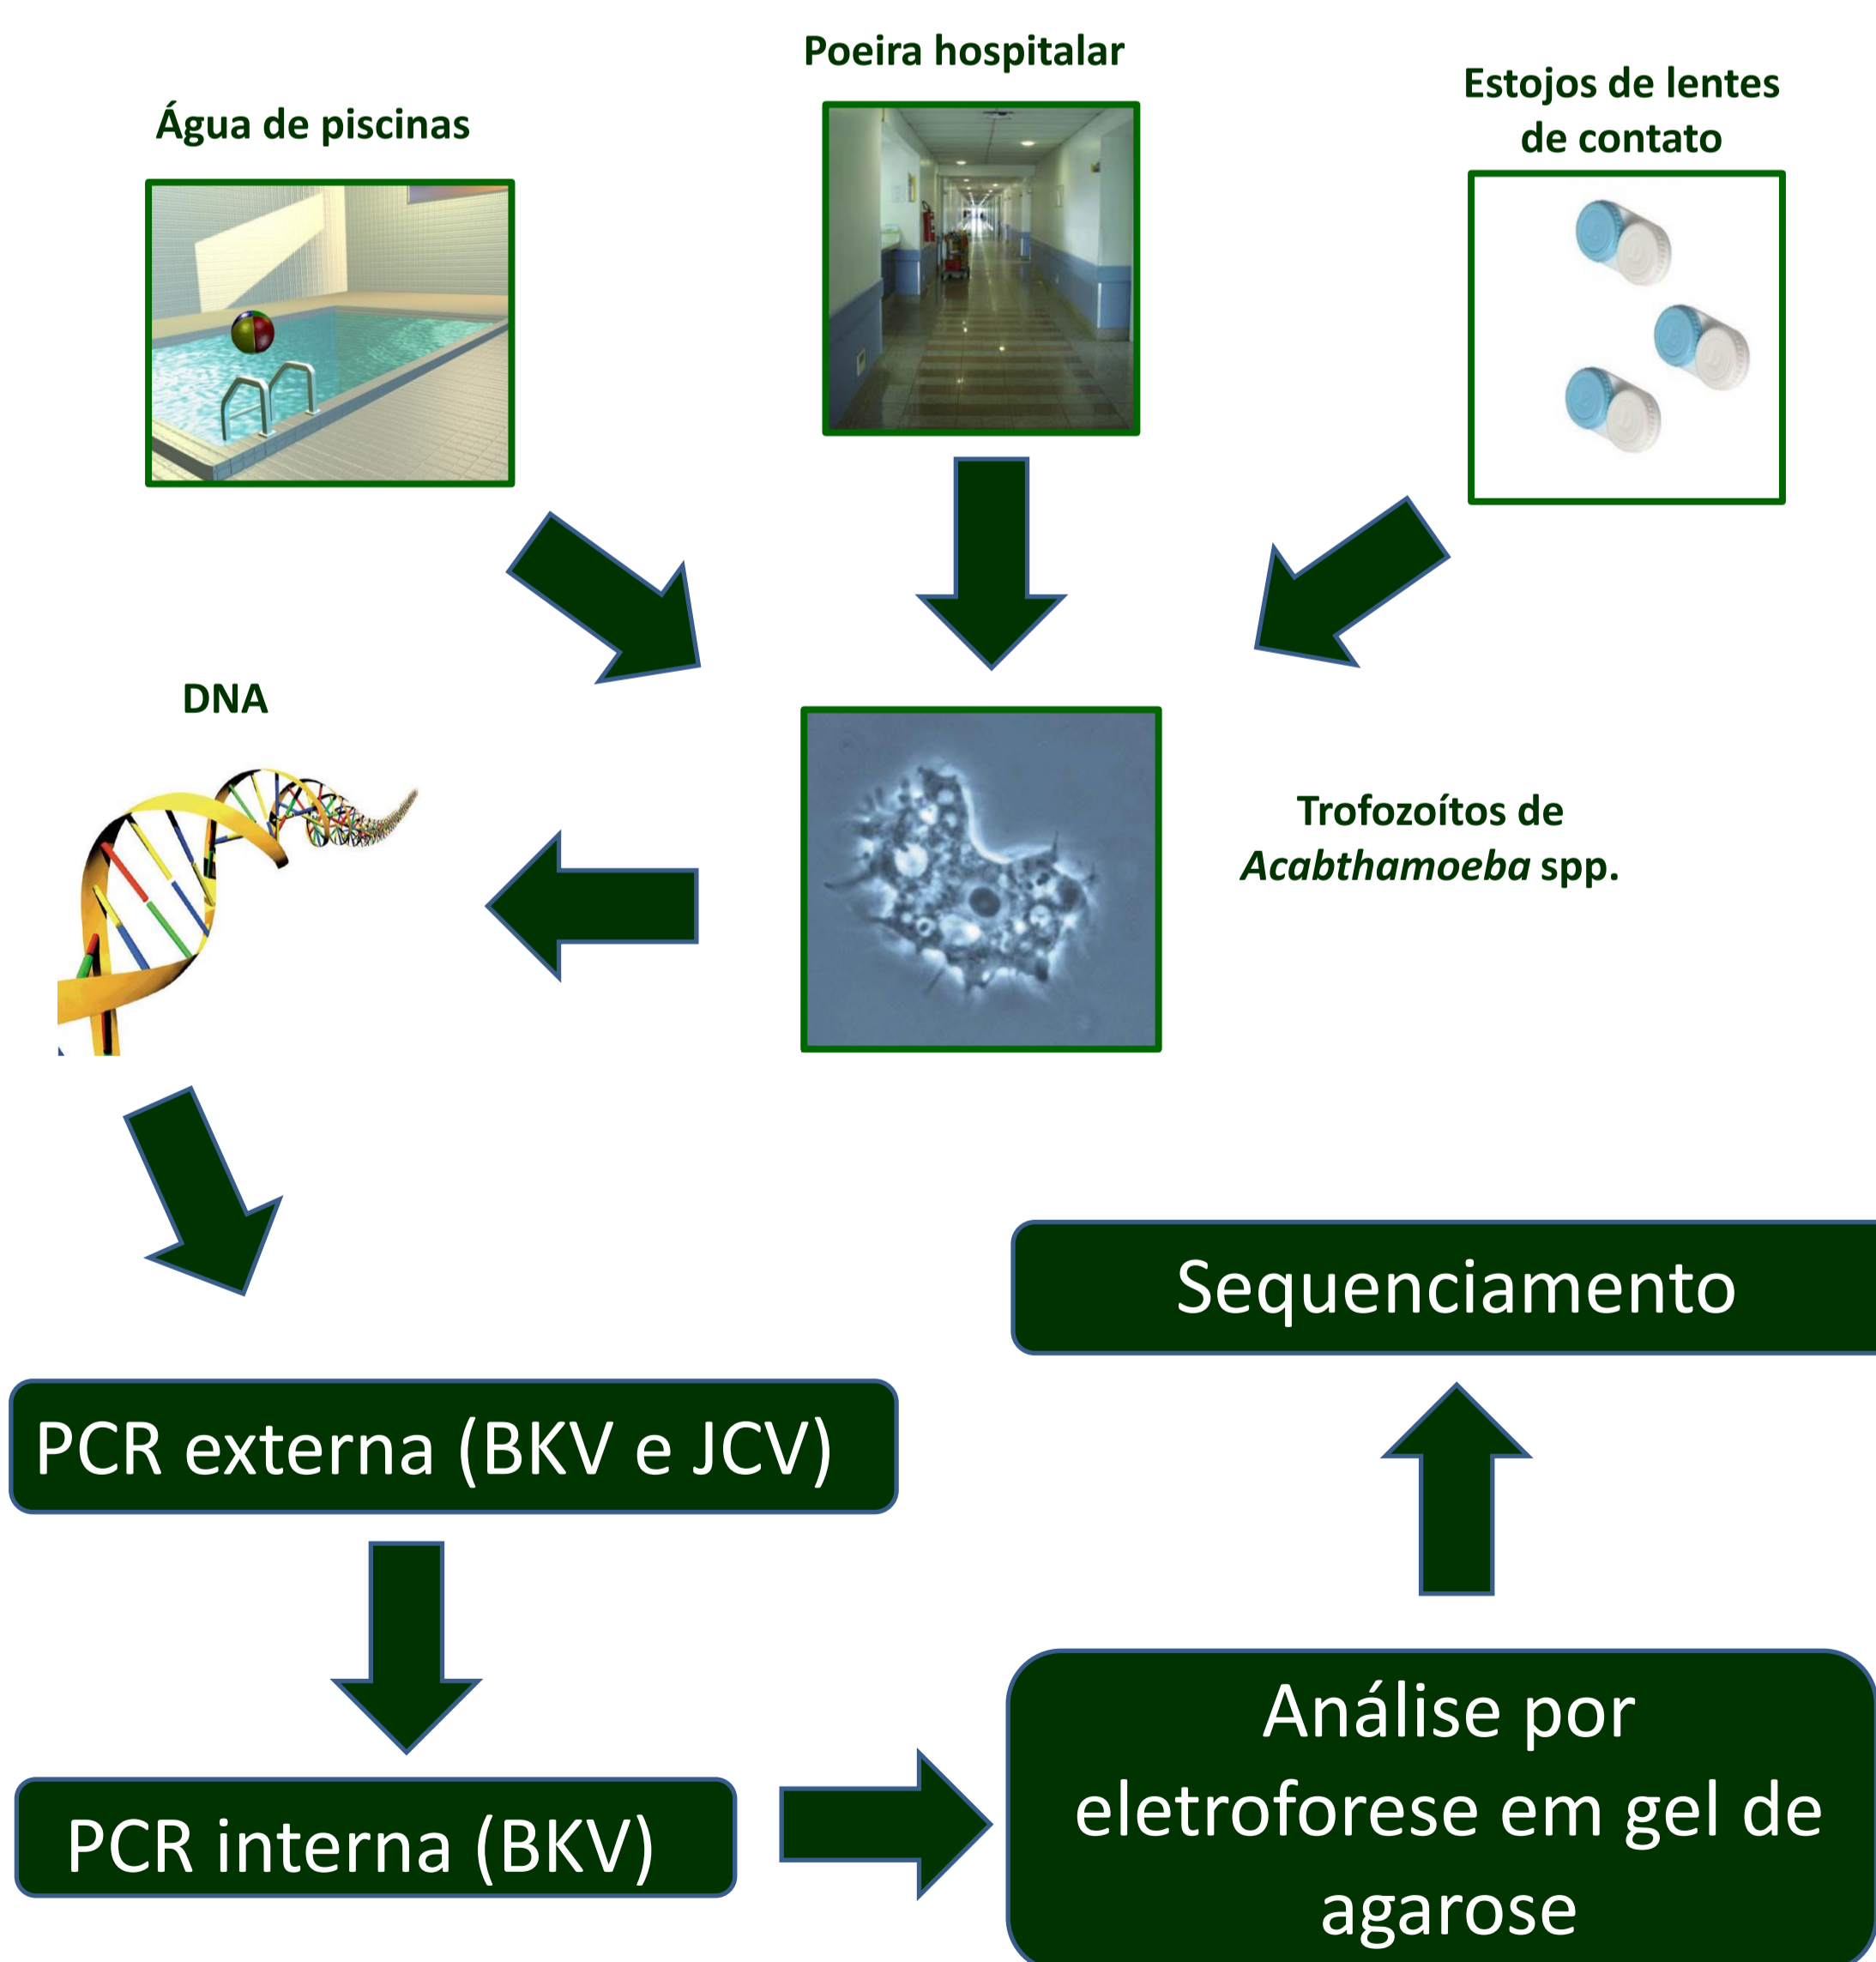 Poeira hospitalar
Água de piscinas
Estojos de lentes
de contato
DNA
Trofozoítos de
Acabthamoeba spp.
Sequenciamento
PCR externa (BKV e JCV)
PCR interna (BKV)
Análise por
eletroforese em gel de
agarose